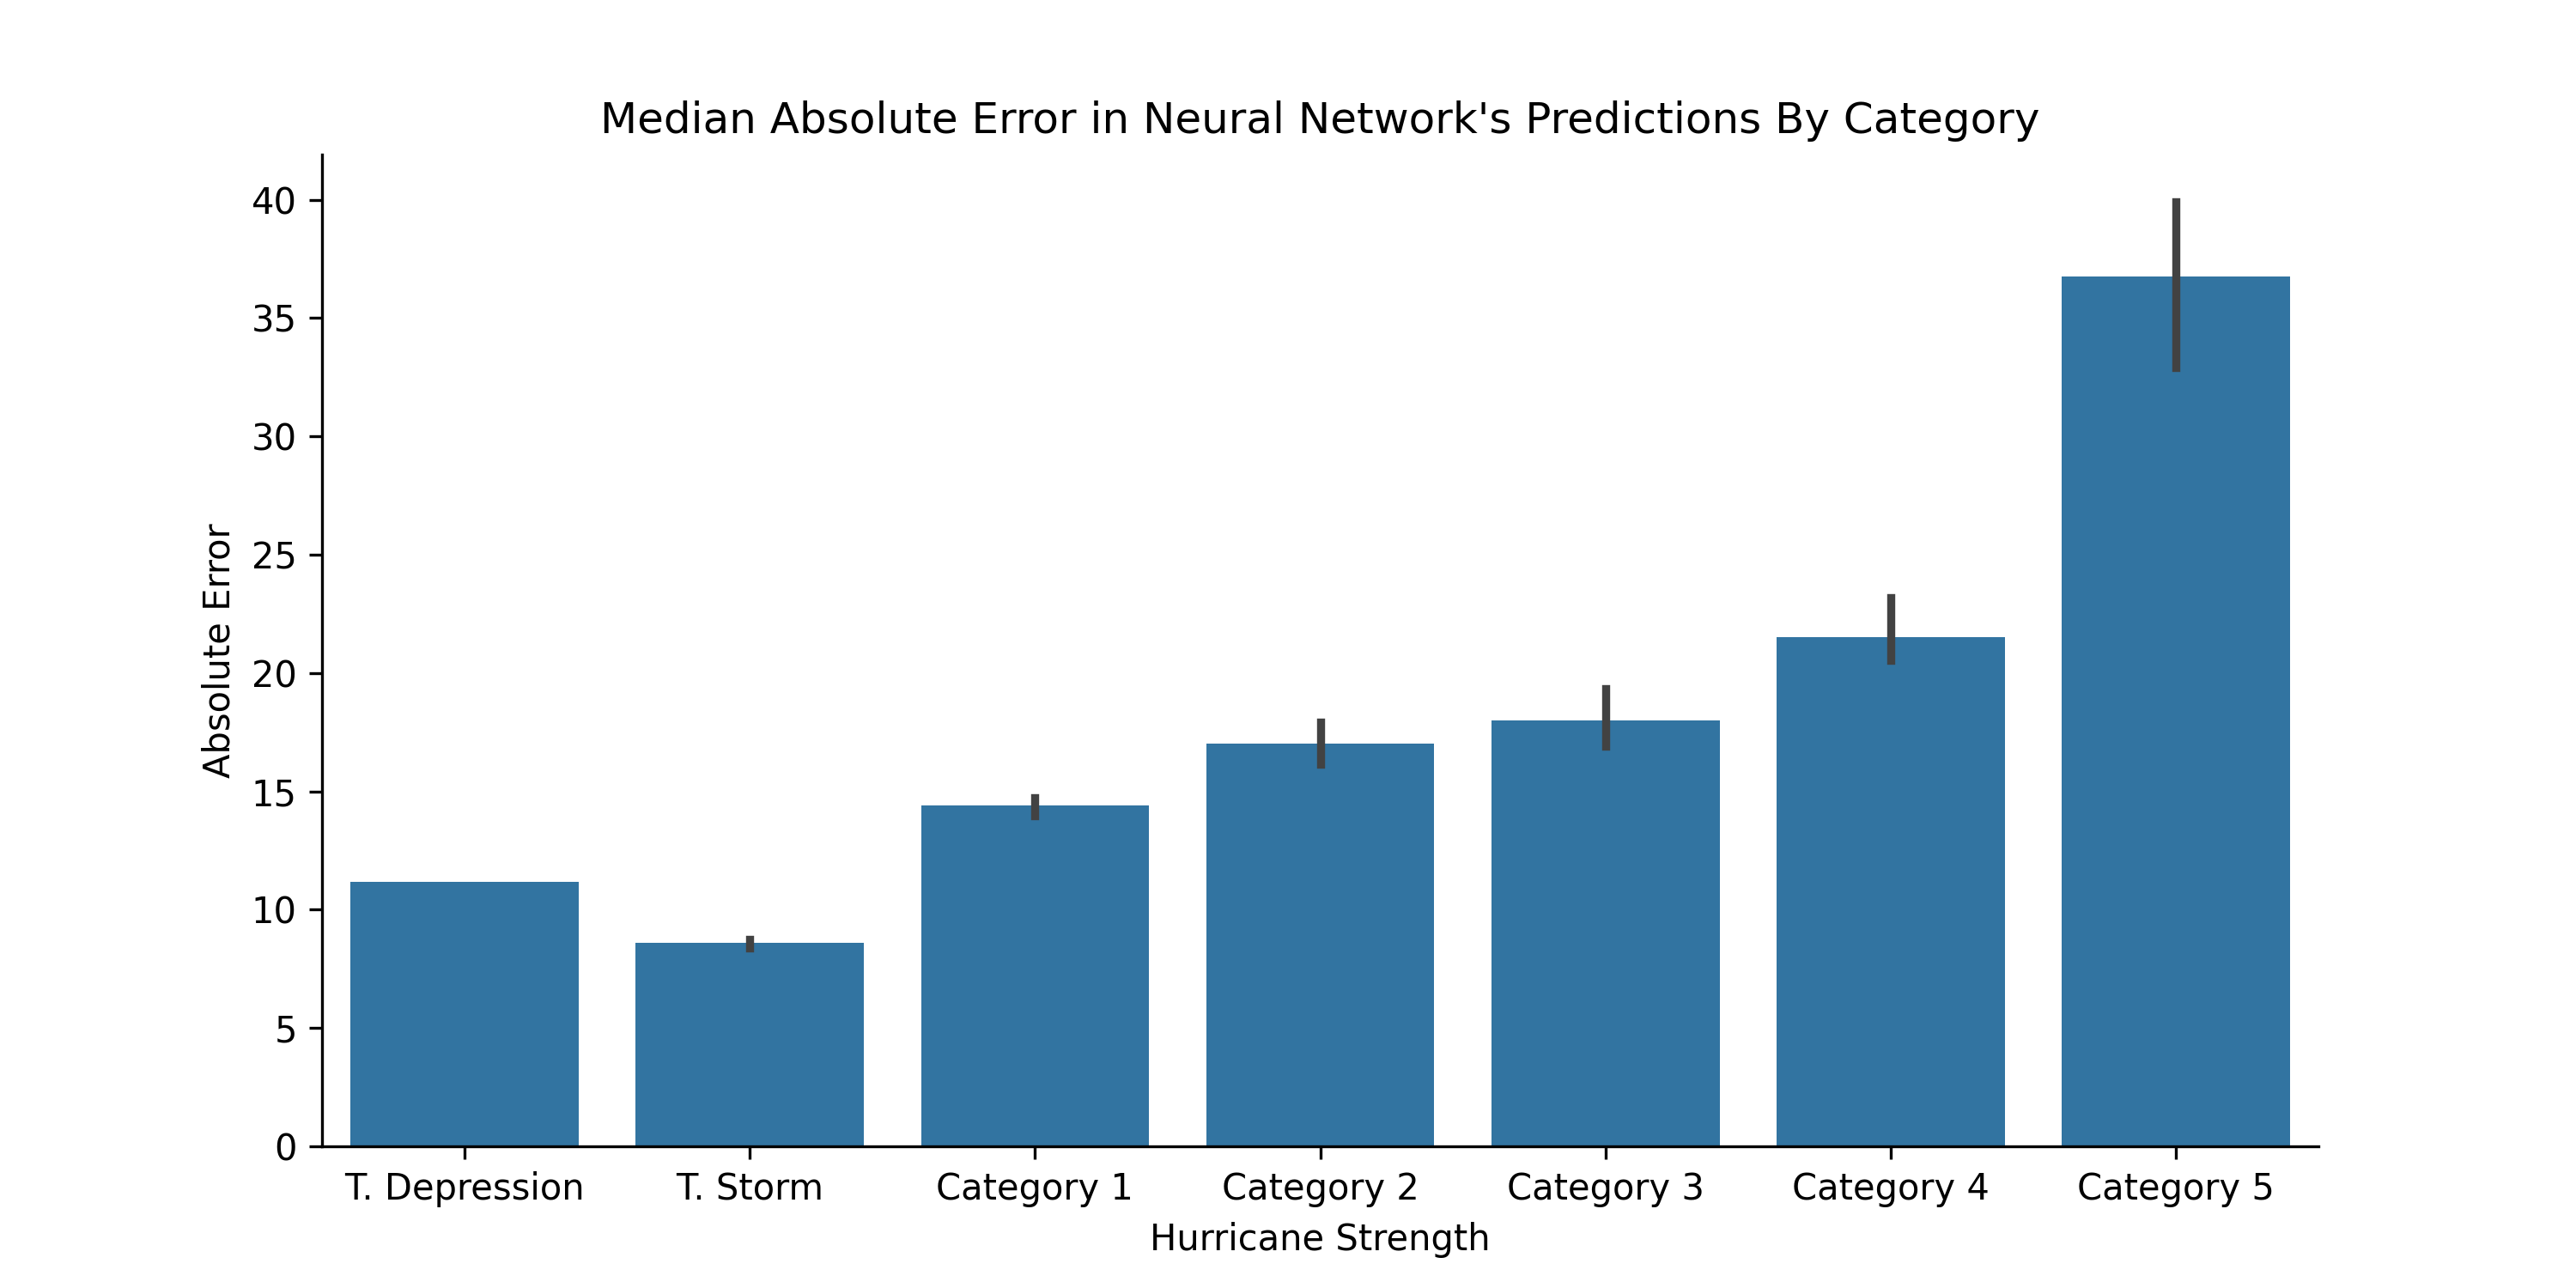 Median Absolute Error in Neural Network's Predictions By Category
40
35
30
25
20
15
10
5
0
Absolute Error
T. Depression T. Storm Category 1 Category 2 Category 3 Category 4 Category 5
Hurricane Strength